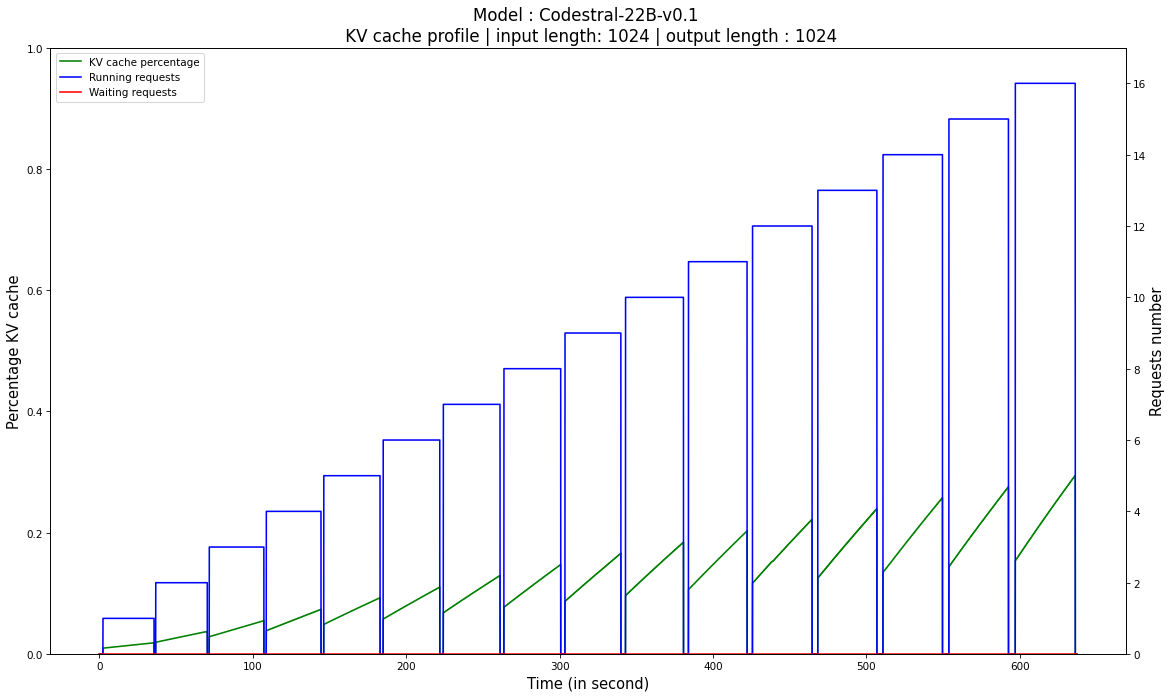 Model : Codestral-22B-v0.1
KV cache profile | input length: 1024 | output length : 1024
KV cache percentage
Running requests
Waiting requests
Percentage KV cache
1.0
0.8
0.6
0.4
0.2
0.0
16
14
12
10
8
6
4
2
0
Requests number
0 100 200 300 400 500 600
Time (in second)